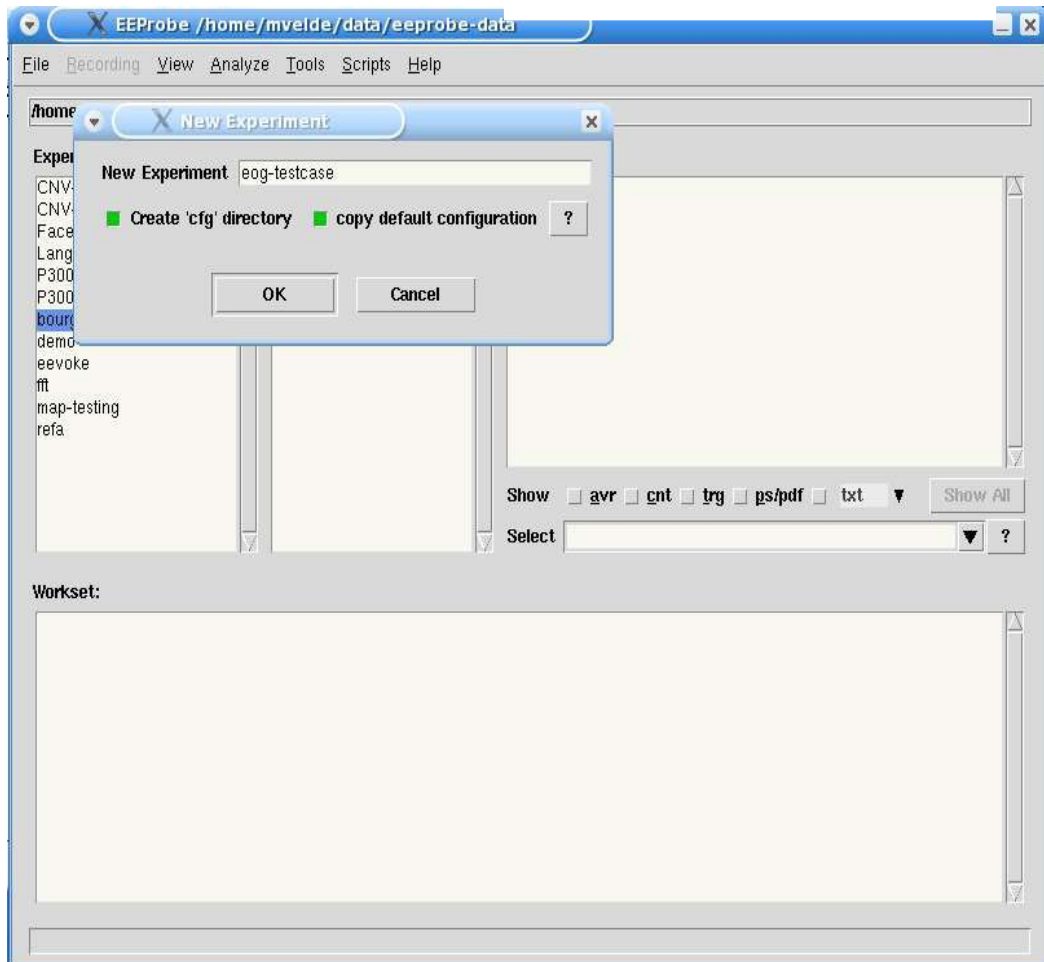 EEProbe /home/mvelde/data/eeprobe-data
File Recording View Analyze Tools Scripts Help
/home
New Experiment
New Experiment eog-testcase
Create 'cfg' directory copy default configuration ?
OK Cancel
CNV-
CNV-
Face
Lang
P300
P300
demo
eevoke
fft
map-testing
refa
Show avr cnt trg ps/pdf txt Show All
Select ?
Workset: